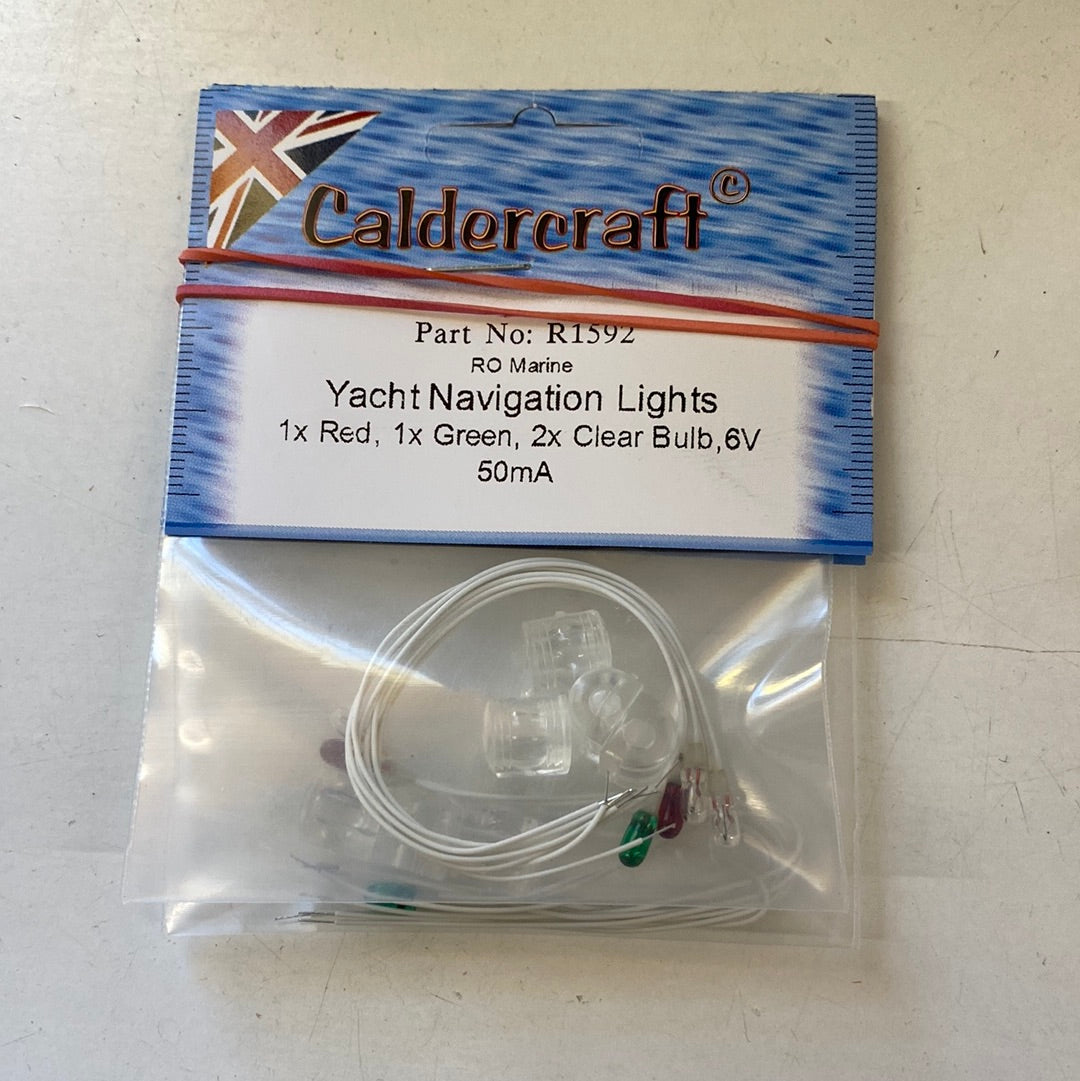 Caldercraft©
Part No: R1592
RO Marine
Yacht Navigation Lights
1x Red, 1x Green, 2x Clear Bulb,6V
50mA